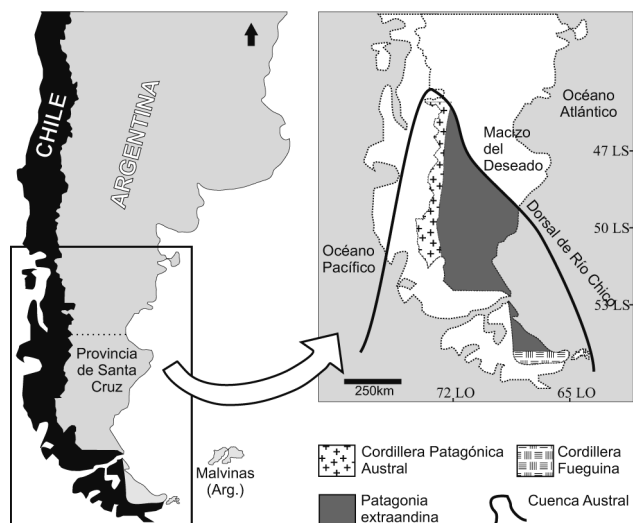 CHILE
ARGENTINA
Provincia
de Santa
Cruz
Malvinas
(Arg.)
Océano
Atlántico
Macizo
del
Deseado
47 LS
Dorsal de Río Chico
50 LS
Océano
Pacífico
53 LS
250km
72 LO
65 LO
Cordillera Patagónica
Austral
Cordillera
Fueguina
Patagonia
extraandina
Cuenca Austral